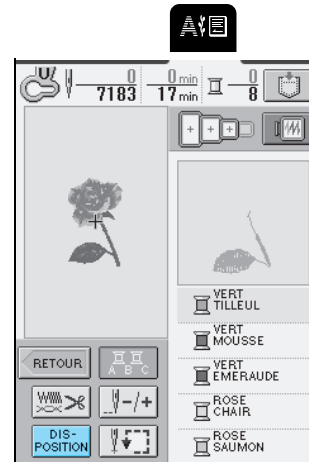 A
U
0 0 min 0
7183 17 min 8
VERT
TILLEUL
VERT
MOUSSE
VERT
EMERAUDE
ROSE
CHAIR
ROSE
SAUMON
RETOUR
A B C
-/+
DIS-
POSITION